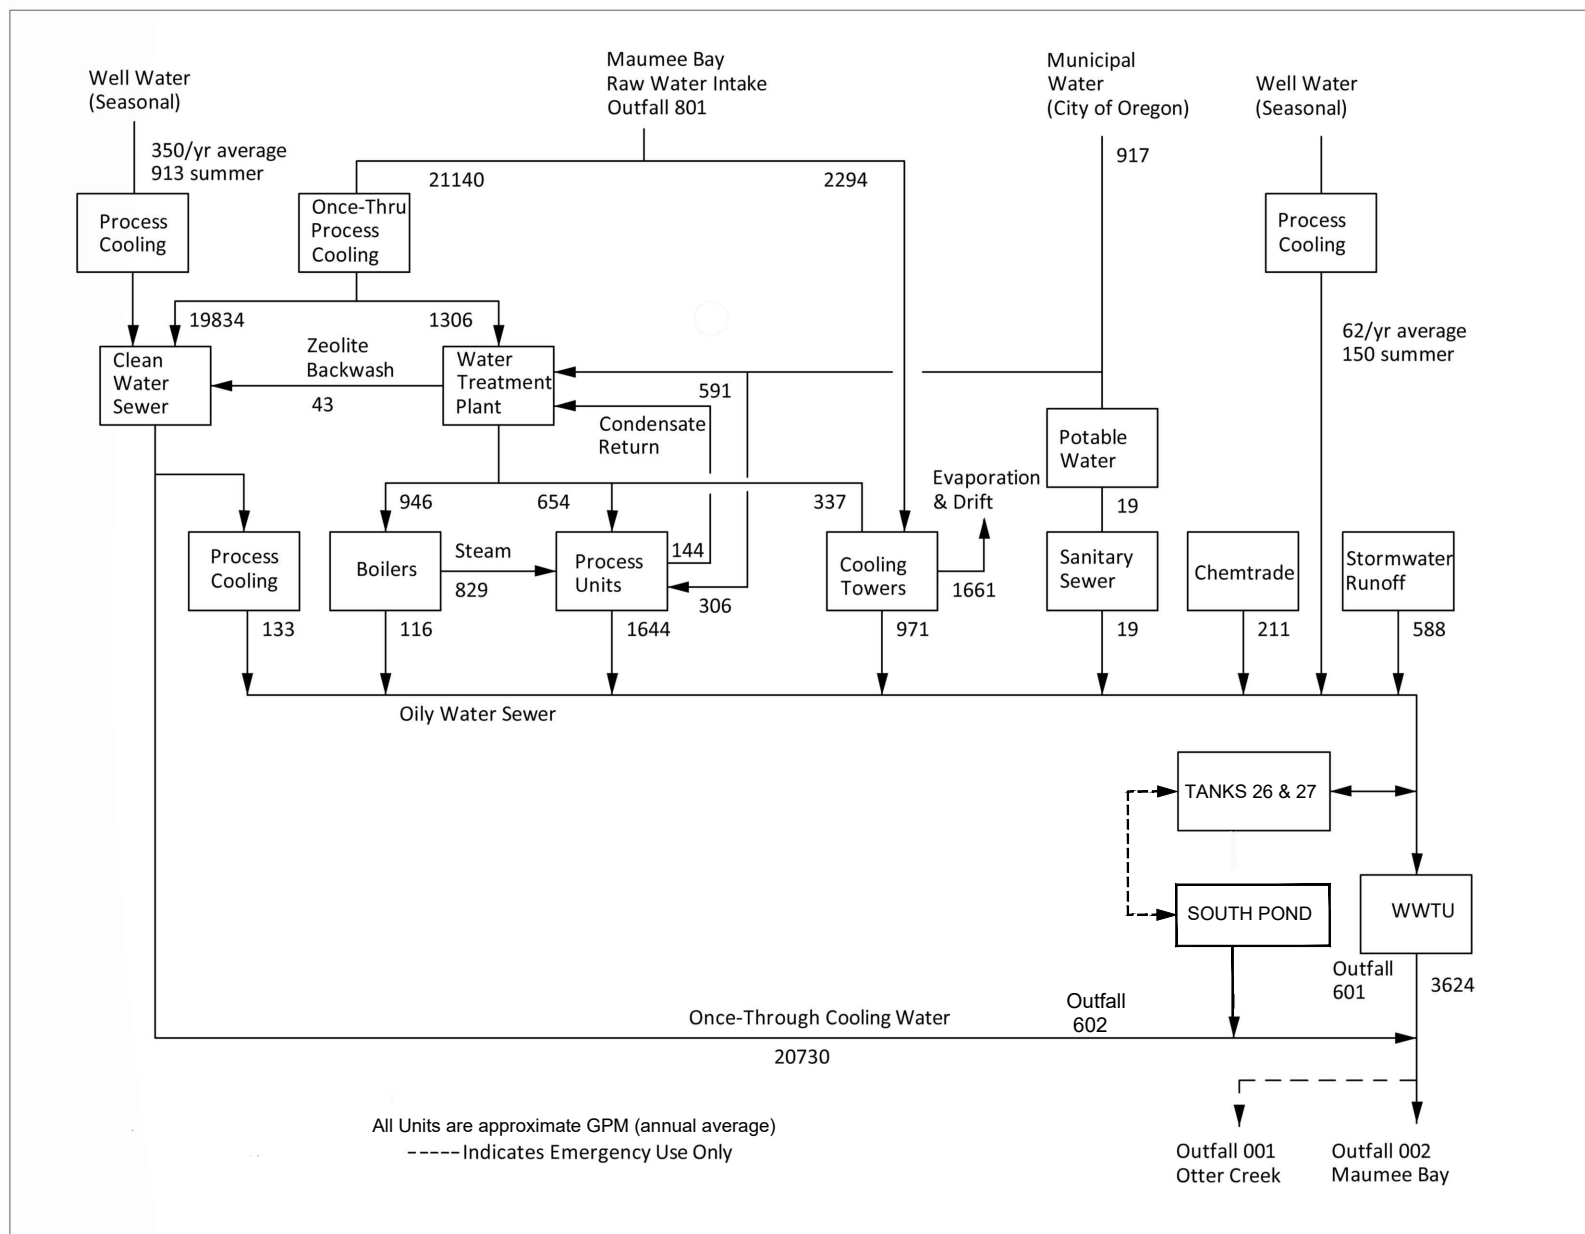 Well Water
(Seasonal)
Maumee Bay
Raw Water Intake
Outfall 801
Municipal
Water
(City of Oregon)
Well Water
(Seasonal)
350/yr average
913 summer
21140
2294
917
Process
Cooling
Once-Thru
Process
Cooling
Process
Cooling
19834
1306
62/yr average
150 summer
Clean
Water
Sewer
Zeolite
Backwash
43
Water
Treatment
Plant
591
Condensate
Return
Potable
Water
Evaporation
& Drift
946
654
337
19
Process
Cooling
Boilers
Steam
829
Process
Units
144
306
Cooling
Towers
1661
Sanitary
Sewer
Chemtrade
Stormwater
Runoff
133
116
1644
971
19
211
588
Oily Water Sewer
TANKS 26 & 27
SOUTH POND
WWTU
Outfall
601
3624
Outfall
602
Once-Through Cooling Water
20730
All Units are approximate GPM (annual average)
-----Indicates Emergency Use Only
Outfall 001
Otter Creek
Outfall 002
Maumee Bay